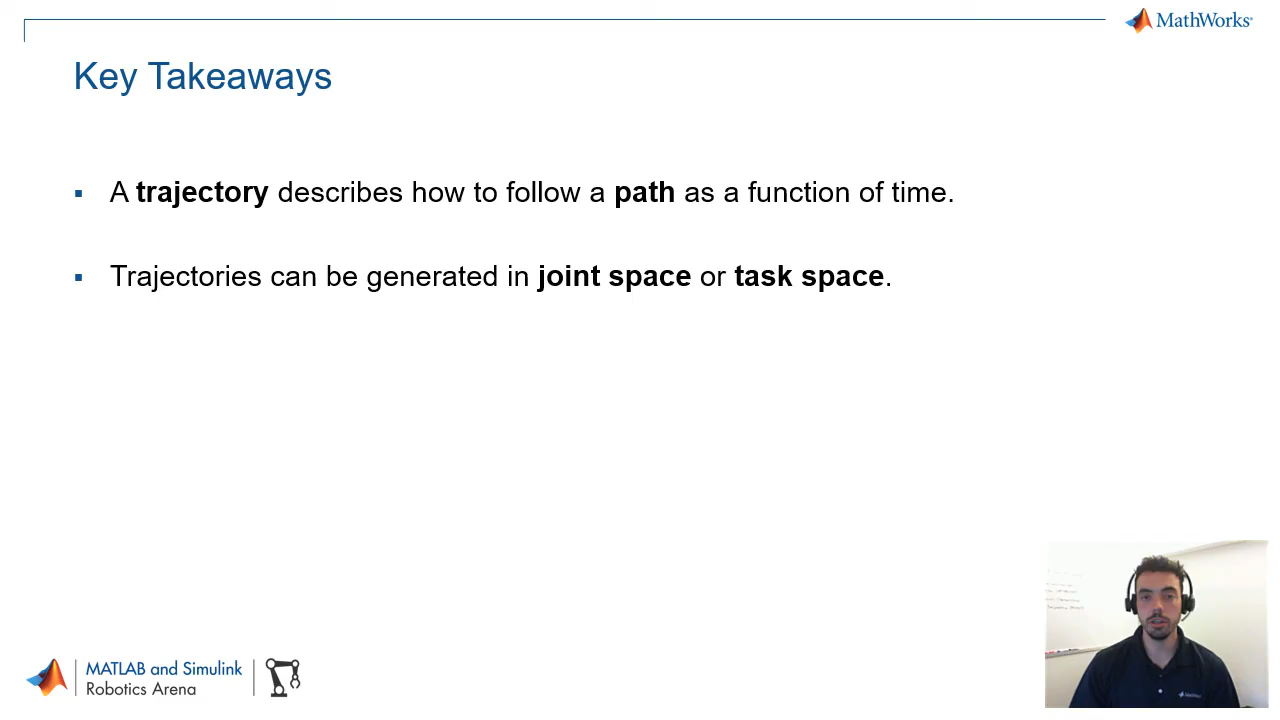 MathWorks
Key Takeaways
▪ A trajectory describes how to follow a path as a function of time.
▪ Trajectories can be generated in joint space or task space.
MATLAB and Simulink
Robotics Arena